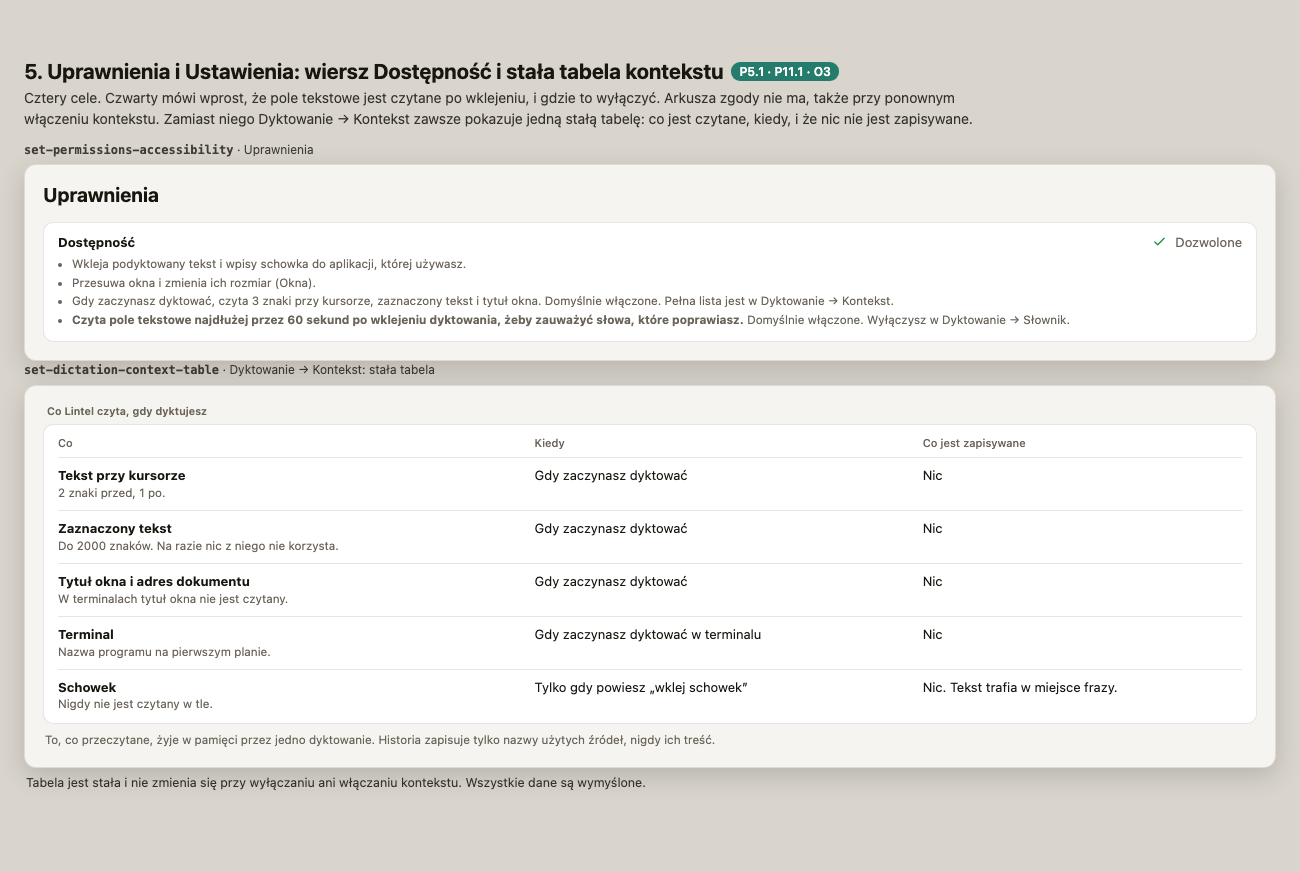 5. Uprawnienia i Ustawienia: wiersz Dostępność i stała tabela kontekstu P5.1 · P11.1 · O3
Cztery cele. Czwarty mówi wprost, że pole tekstowe jest czytane po wklejeniu, i gdzie to wyłączyć. Arkusza zgody nie ma, także przy ponownym
włączeniu kontekstu. Zamiast niego Dyktowanie → Kontekst zawsze pokazuje jedną stałą tabelę: co jest czytane, kiedy, i że nic nie jest zapisywane.
set-permissions-accessibility · Uprawnienia
Uprawnienia
Dostępność ✓ Dozwolone
• Wkleja podyktowany tekst i wpisy schowka do aplikacji, której używasz.
• Przesuwa okna i zmienia ich rozmiar (Okna).
• Gdy zaczynasz dyktować, czyta 3 znaki przy kursorze, zaznaczony tekst i tytuł okna. Domyślnie włączone. Pełna lista jest w Dyktowanie → Kontekst.
• Czyta pole tekstowe najdłużej przez 60 sekund po wklejeniu dyktowania, żeby zauważyć słowa, które poprawiasz. Domyślnie włączone. Wyłączysz w Dyktowanie → Słownik.
set-dictation-context-table · Dyktowanie → Kontekst: stała tabela
Co Lintel czyta, gdy dyktujesz
Co Kiedy Co jest zapisywane
Tekst przy kursorze Gdy zaczynasz dyktować Nic
2 znaki przed, 1 po.
Zaznaczony tekst Gdy zaczynasz dyktować Nic
Do 2000 znaków. Na razie nic z niego nie korzysta.
Tytuł okna i adres dokumentu Gdy zaczynasz dyktować Nic
W terminalach tytuł okna nie jest czytany.
Terminal Gdy zaczynasz dyktować w terminalu Nic
Nazwa programu na pierwszym planie.
Schowek Tylko gdy powiesz „wklej schowek” Nic. Tekst trafia w miejsce frazy.
Nigdy nie jest czytany w tle.
To, co przeczytane, żyje w pamięci przez jedno dyktowanie. Historia zapisuje tylko nazwy użytych źródeł, nigdy ich treść.
Tabela jest stała i nie zmienia się przy wyłączaniu ani włączaniu kontekstu. Wszystkie dane są wymyślone.